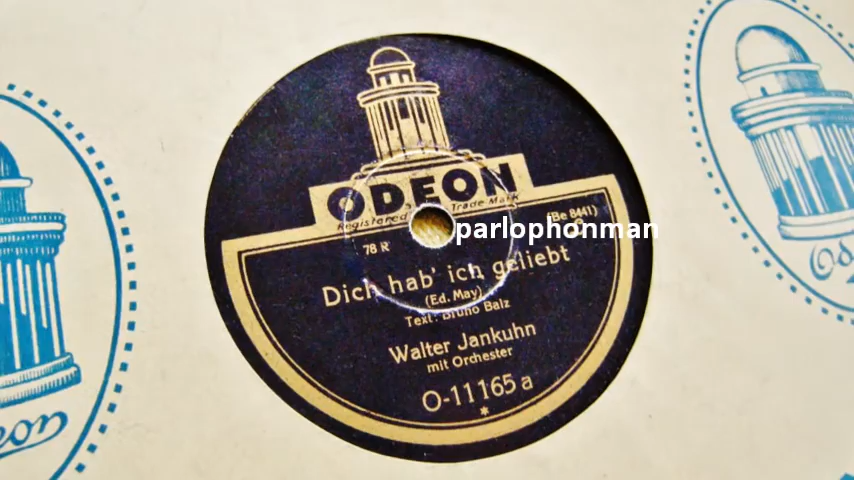 ODEON
Registered Trade Mark
(Be 8441)
78 R
parlophonman
Dich hab' ich geliebt
(Ed. May)
Text: Bruno Balz
Walter Jankuhn
mit Orchester
O-11165 a
*